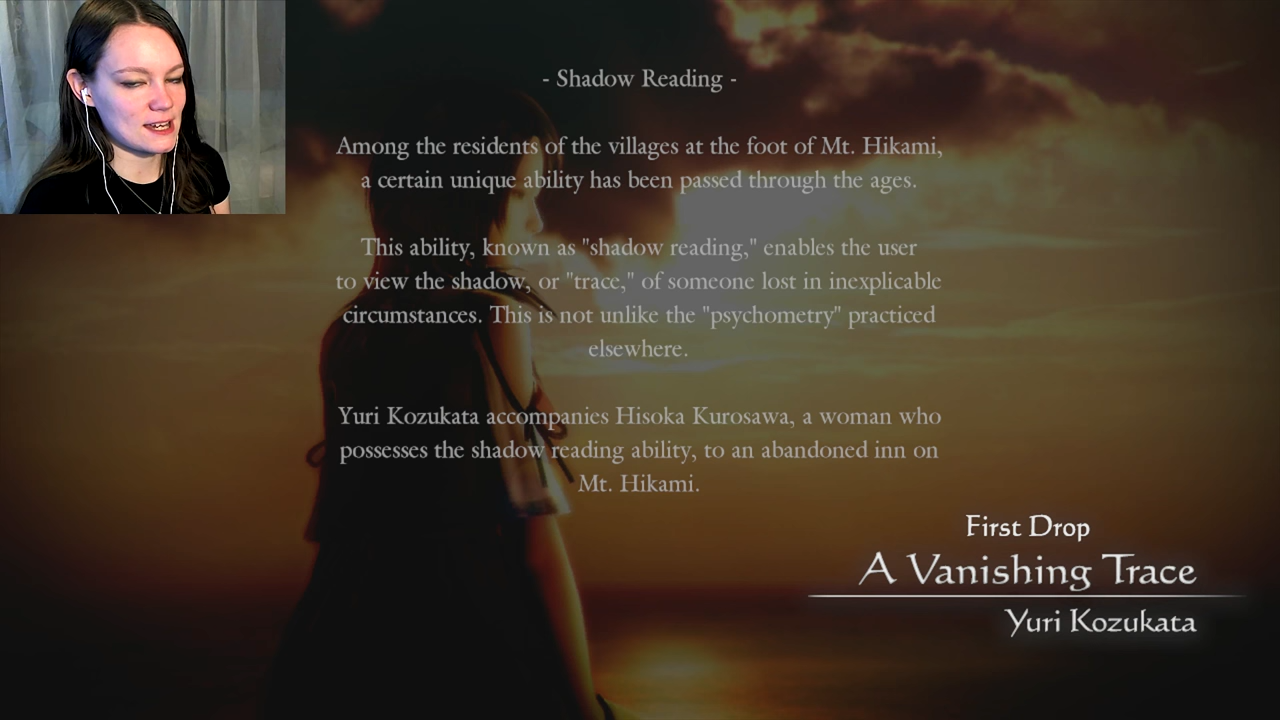 - Shadow Reading -
Among the residents of the villages at the foot of Mt. Hikami,
a certain unique ability has been passed through the ages.
This ability, known as "shadow reading," enables the user
to view the shadow, or "trace," of someone lost in inexplicable
circumstances. This is not unlike the "psychometry" practiced
elsewhere.
Yuri Kozukata accompanies Hisoka Kurosawa, a woman who
possesses the shadow reading ability, to an abandoned inn on
Mt. Hikami.
First Drop
A Vanishing Trace
Yuri Kozukata